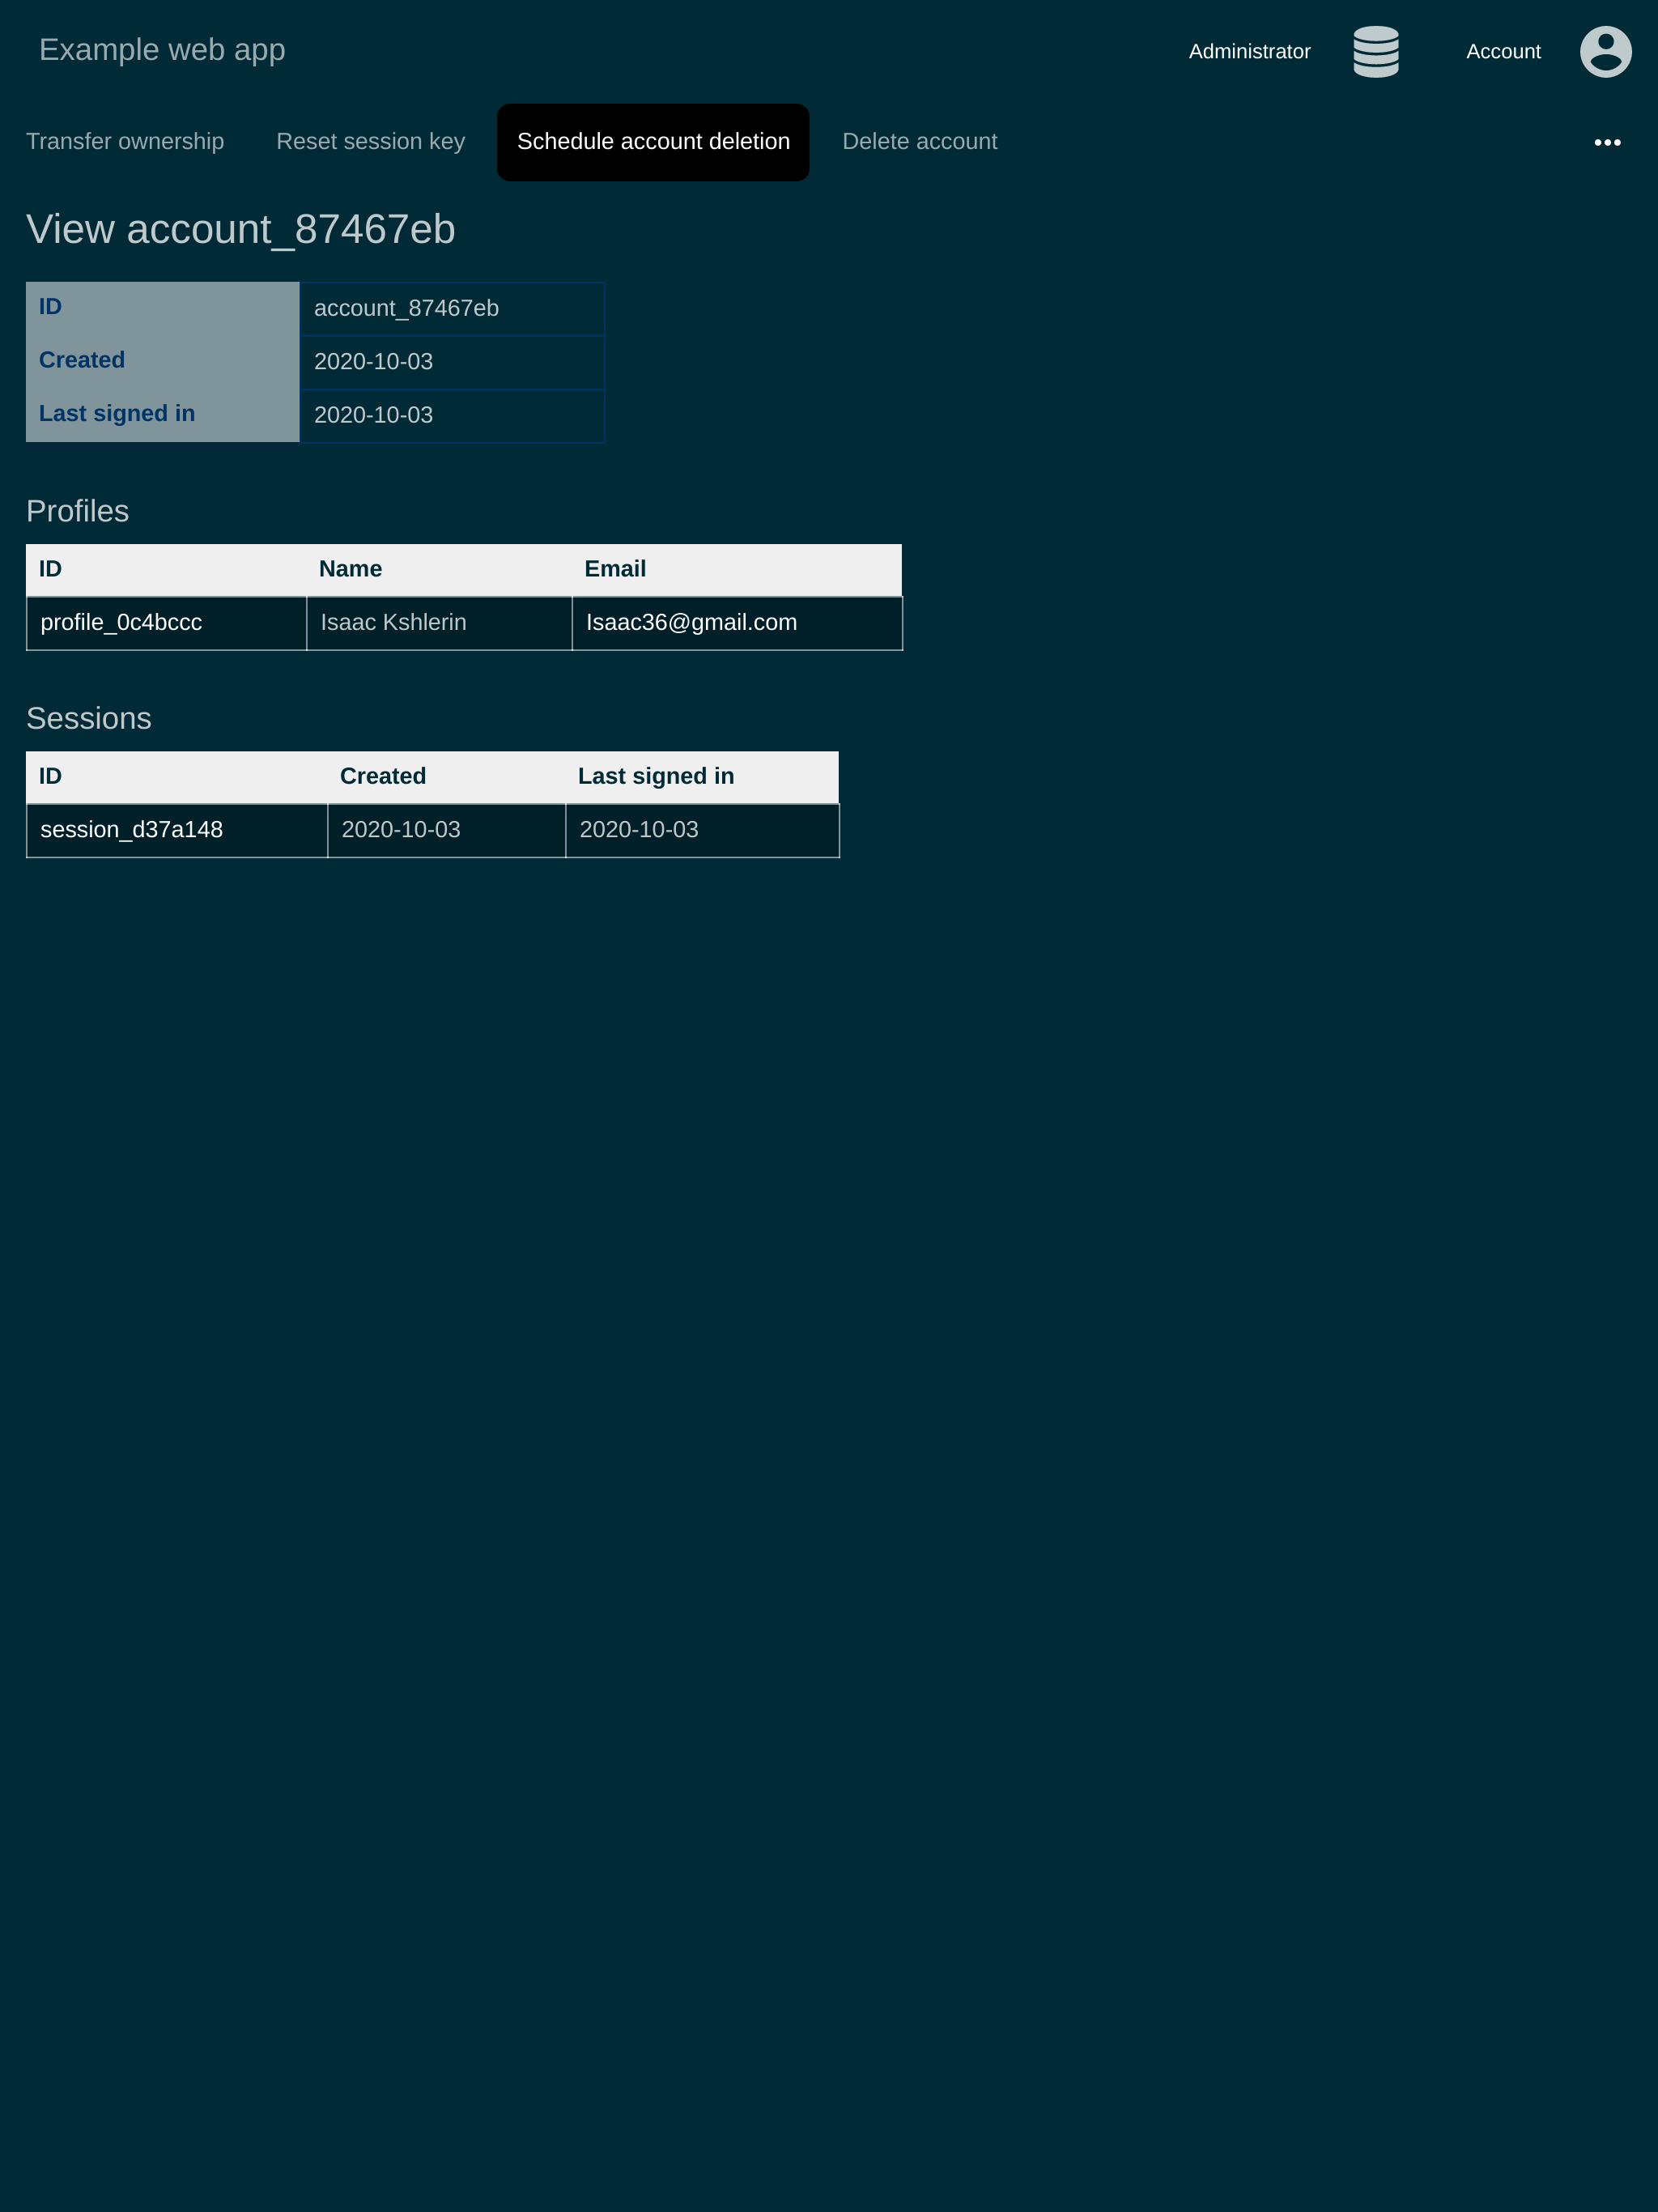 Example web app Administrator Account
Transfer ownership Reset session key Schedule account deletion Delete account •••
View account_87467eb
ID account_87467eb
Created 2020-10-03
Last signed in 2020-10-03
Profiles
ID Name Email
profile_0c4bccc Isaac Kshlerin Isaac36@gmail.com
Sessions
ID Created Last signed in
session_d37a148 2020-10-03 2020-10-03